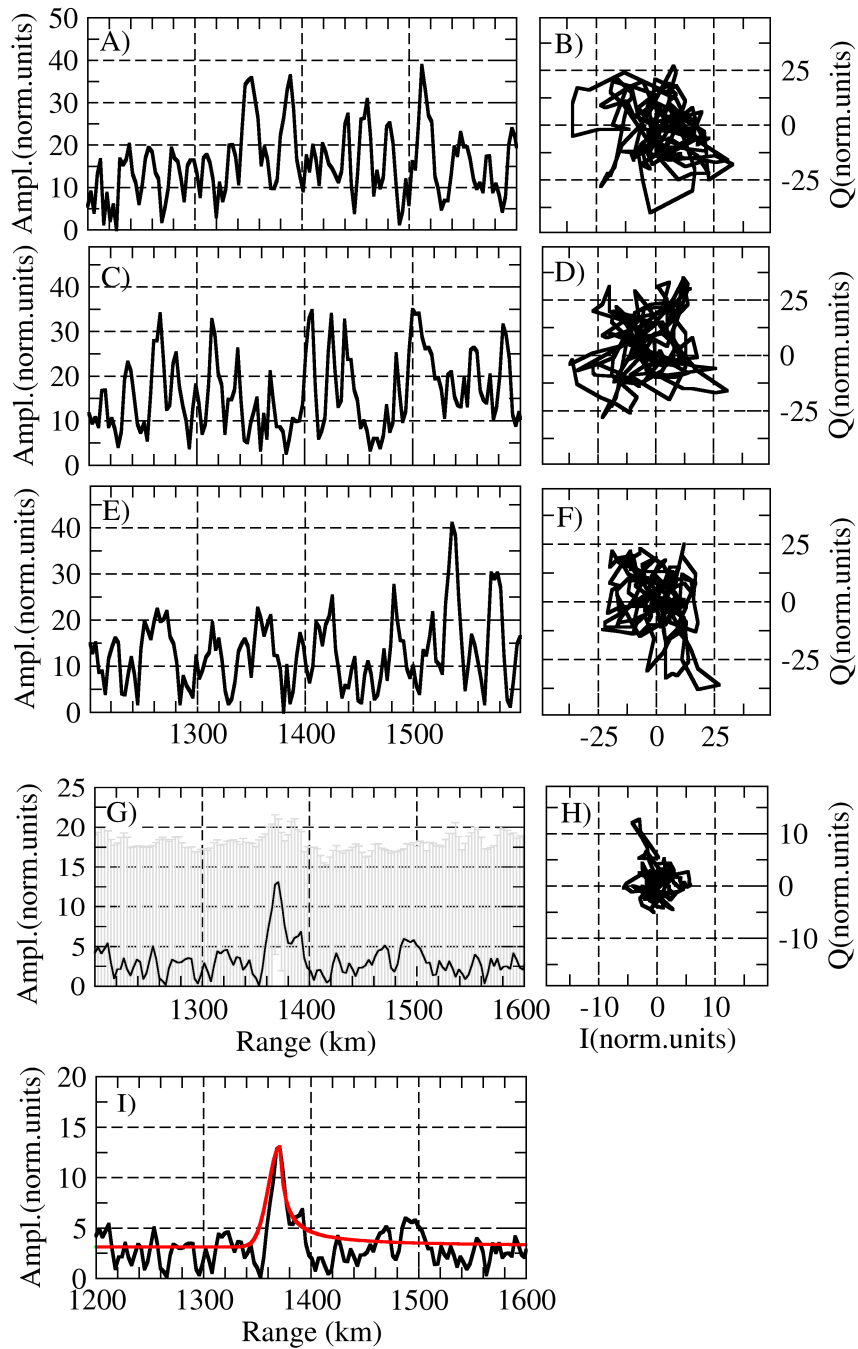 A)
Ampl.(norm.units)
50
40
30
20
10
0
B)
25
0
-25
Q(norm.units)
C)
Ampl.(norm.units)
40
30
20
10
0
D)
25
0
-25
Q(norm.units)
E)
Ampl.(norm.units)
40
30
20
10
0
1300 1400 1500
F)
25
0
-25
Q(norm.units)
-25 0 25
G)
Ampl.(norm.units)
25
20
15
10
5
0
1300 1400 1500 1600
Range (km)
H)
10
0
-10
Q(norm.units)
-10 0 10
I(norm.units)
I)
Ampl.(norm.units)
20
15
10
5
0
1200 1300 1400 1500 1600
Range (km)